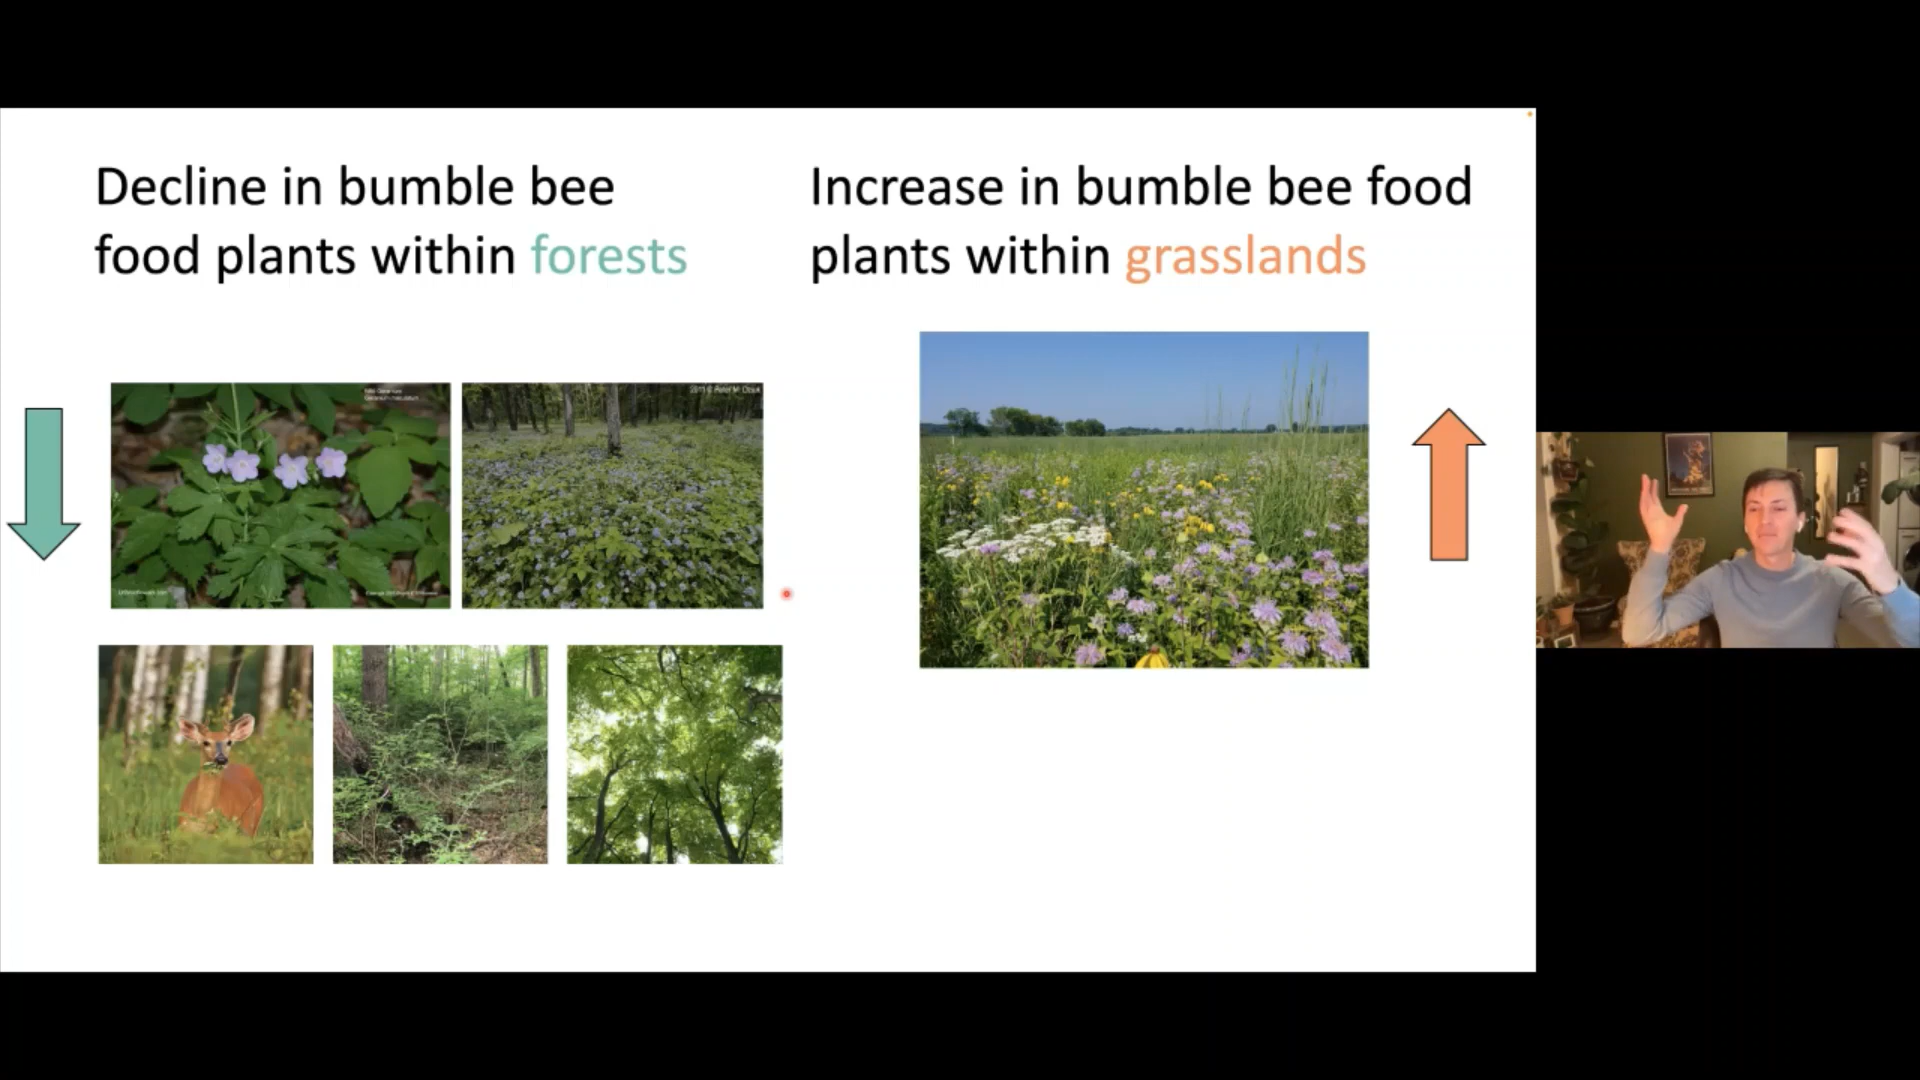 Decline in bumble bee
food plants within forests
Increase in bumble bee food
plants within grasslands